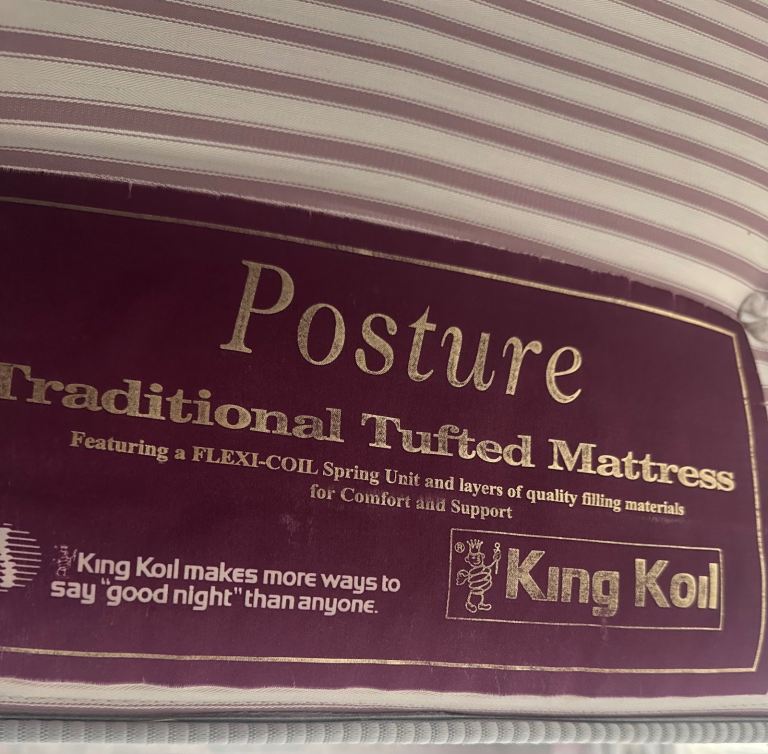 Posture
Traditional Tufted Mattress
Featuring a FLEXI-COIL Spring Unit and layers of quality filling materials
for Comfort and Support
King Koil makes more ways to
say "good night" than anyone.
® King Koil